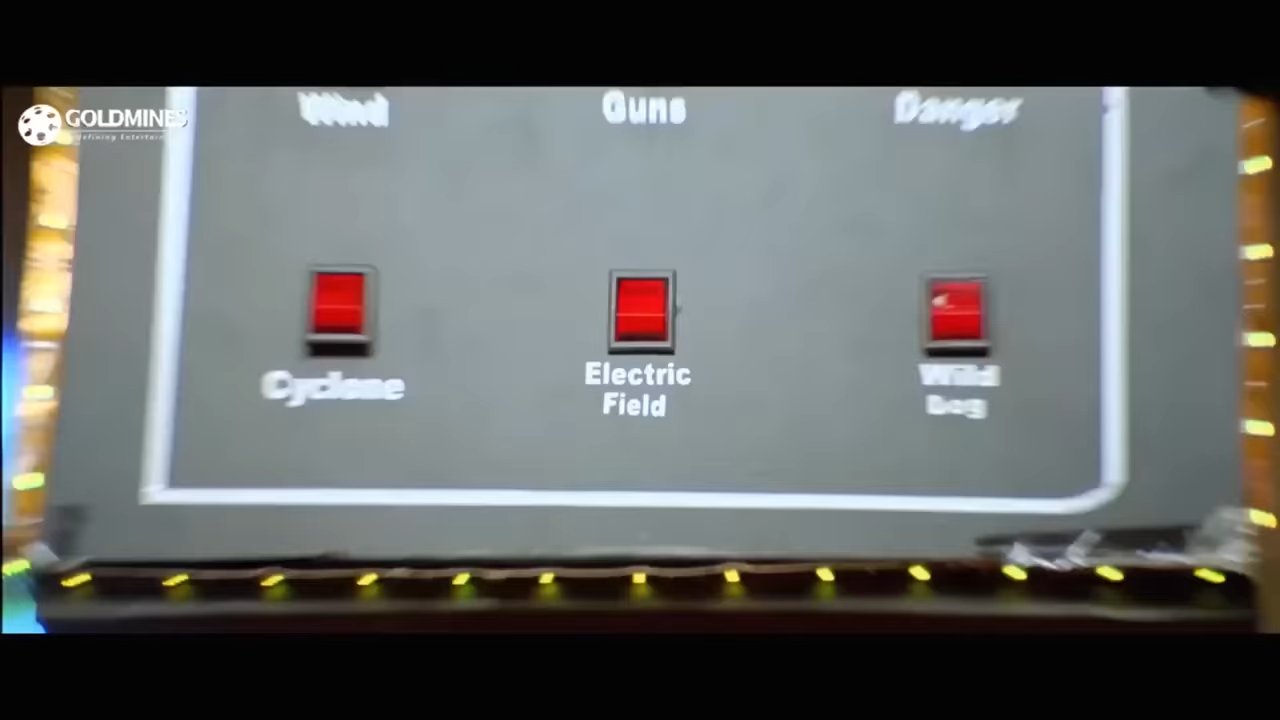 GOLDMINES
Wind
Guns
Danger
Cyclone
Electric
Field
Wild
Dog